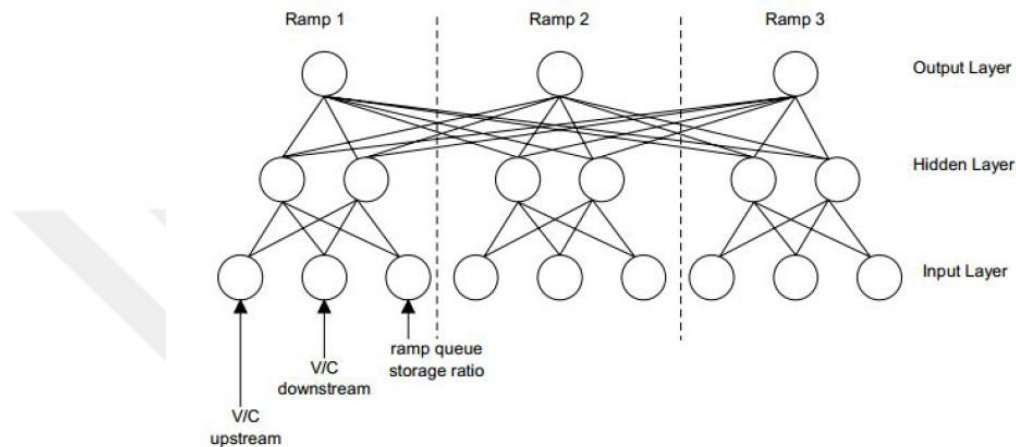 Ramp 1
Ramp 2
Ramp 3
Output Layer
Hidden Layer
Input Layer
ramp queue
storage ratio
V/C
downstream
V/C
upstream